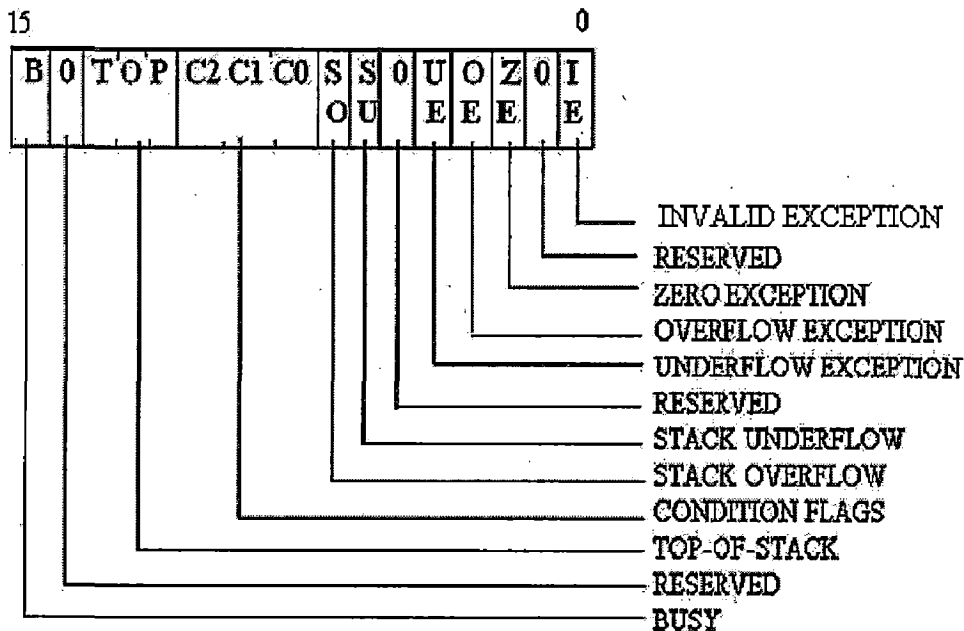 15 0
B 0 T O P C2 C1 C0 S S 0 U O Z 0 I
O U E E E E
INVALID EXCEPTION
RESERVED
ZERO EXCEPTION
OVERFLOW EXCEPTION
UNDERFLOW EXCEPTION
RESERVED
STACK UNDERFLOW
STACK OVERFLOW
CONDITION FLAGS
TOP-OF-STACK
RESERVED
BUSY